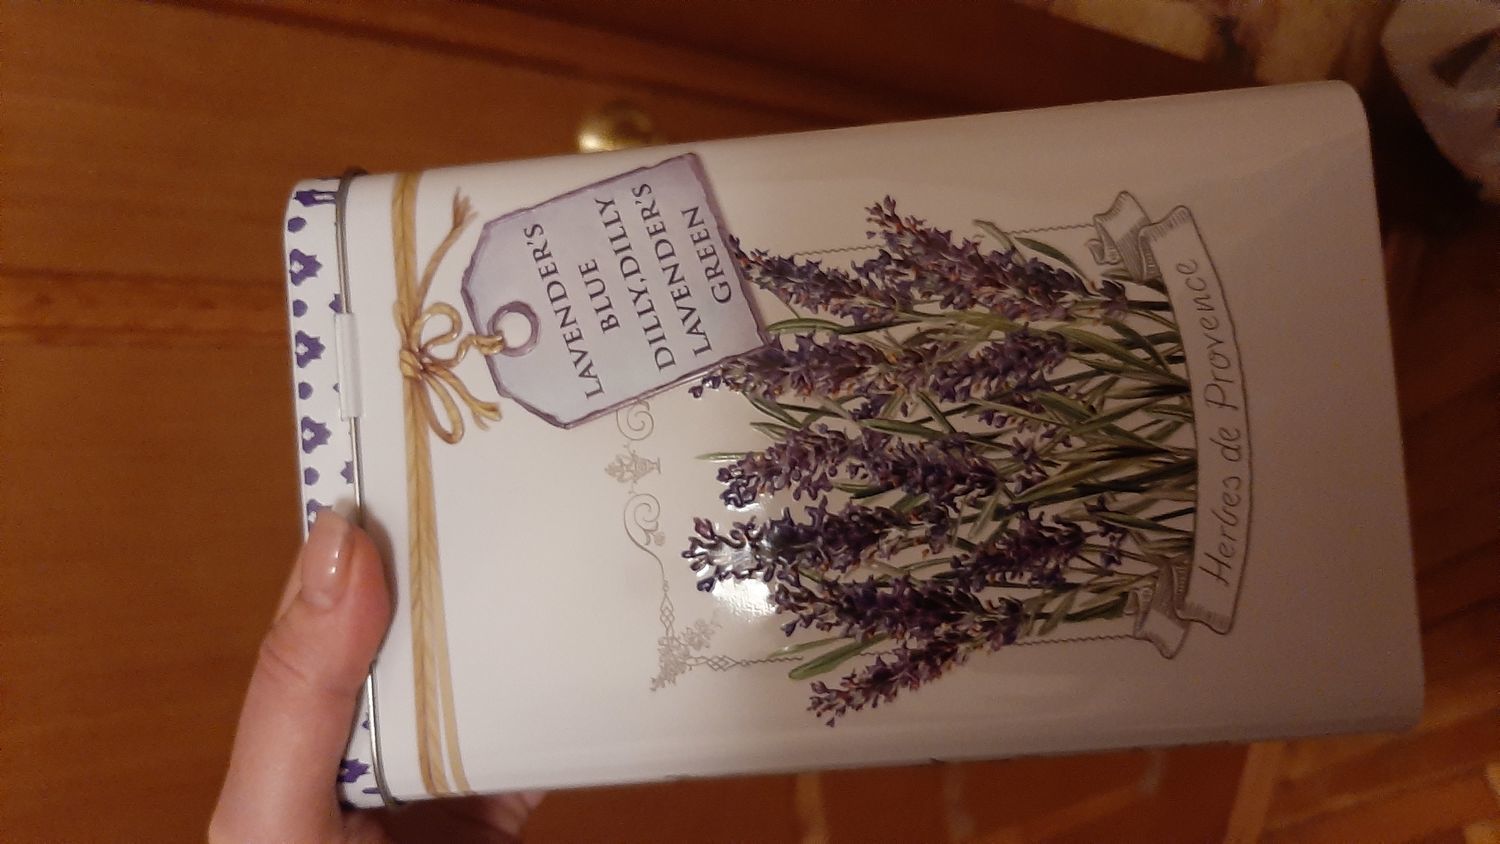 LAVENDER'S
BLUE
DILLY,DILLY
LAVENDER'S
GREEN
Herbes de Provence